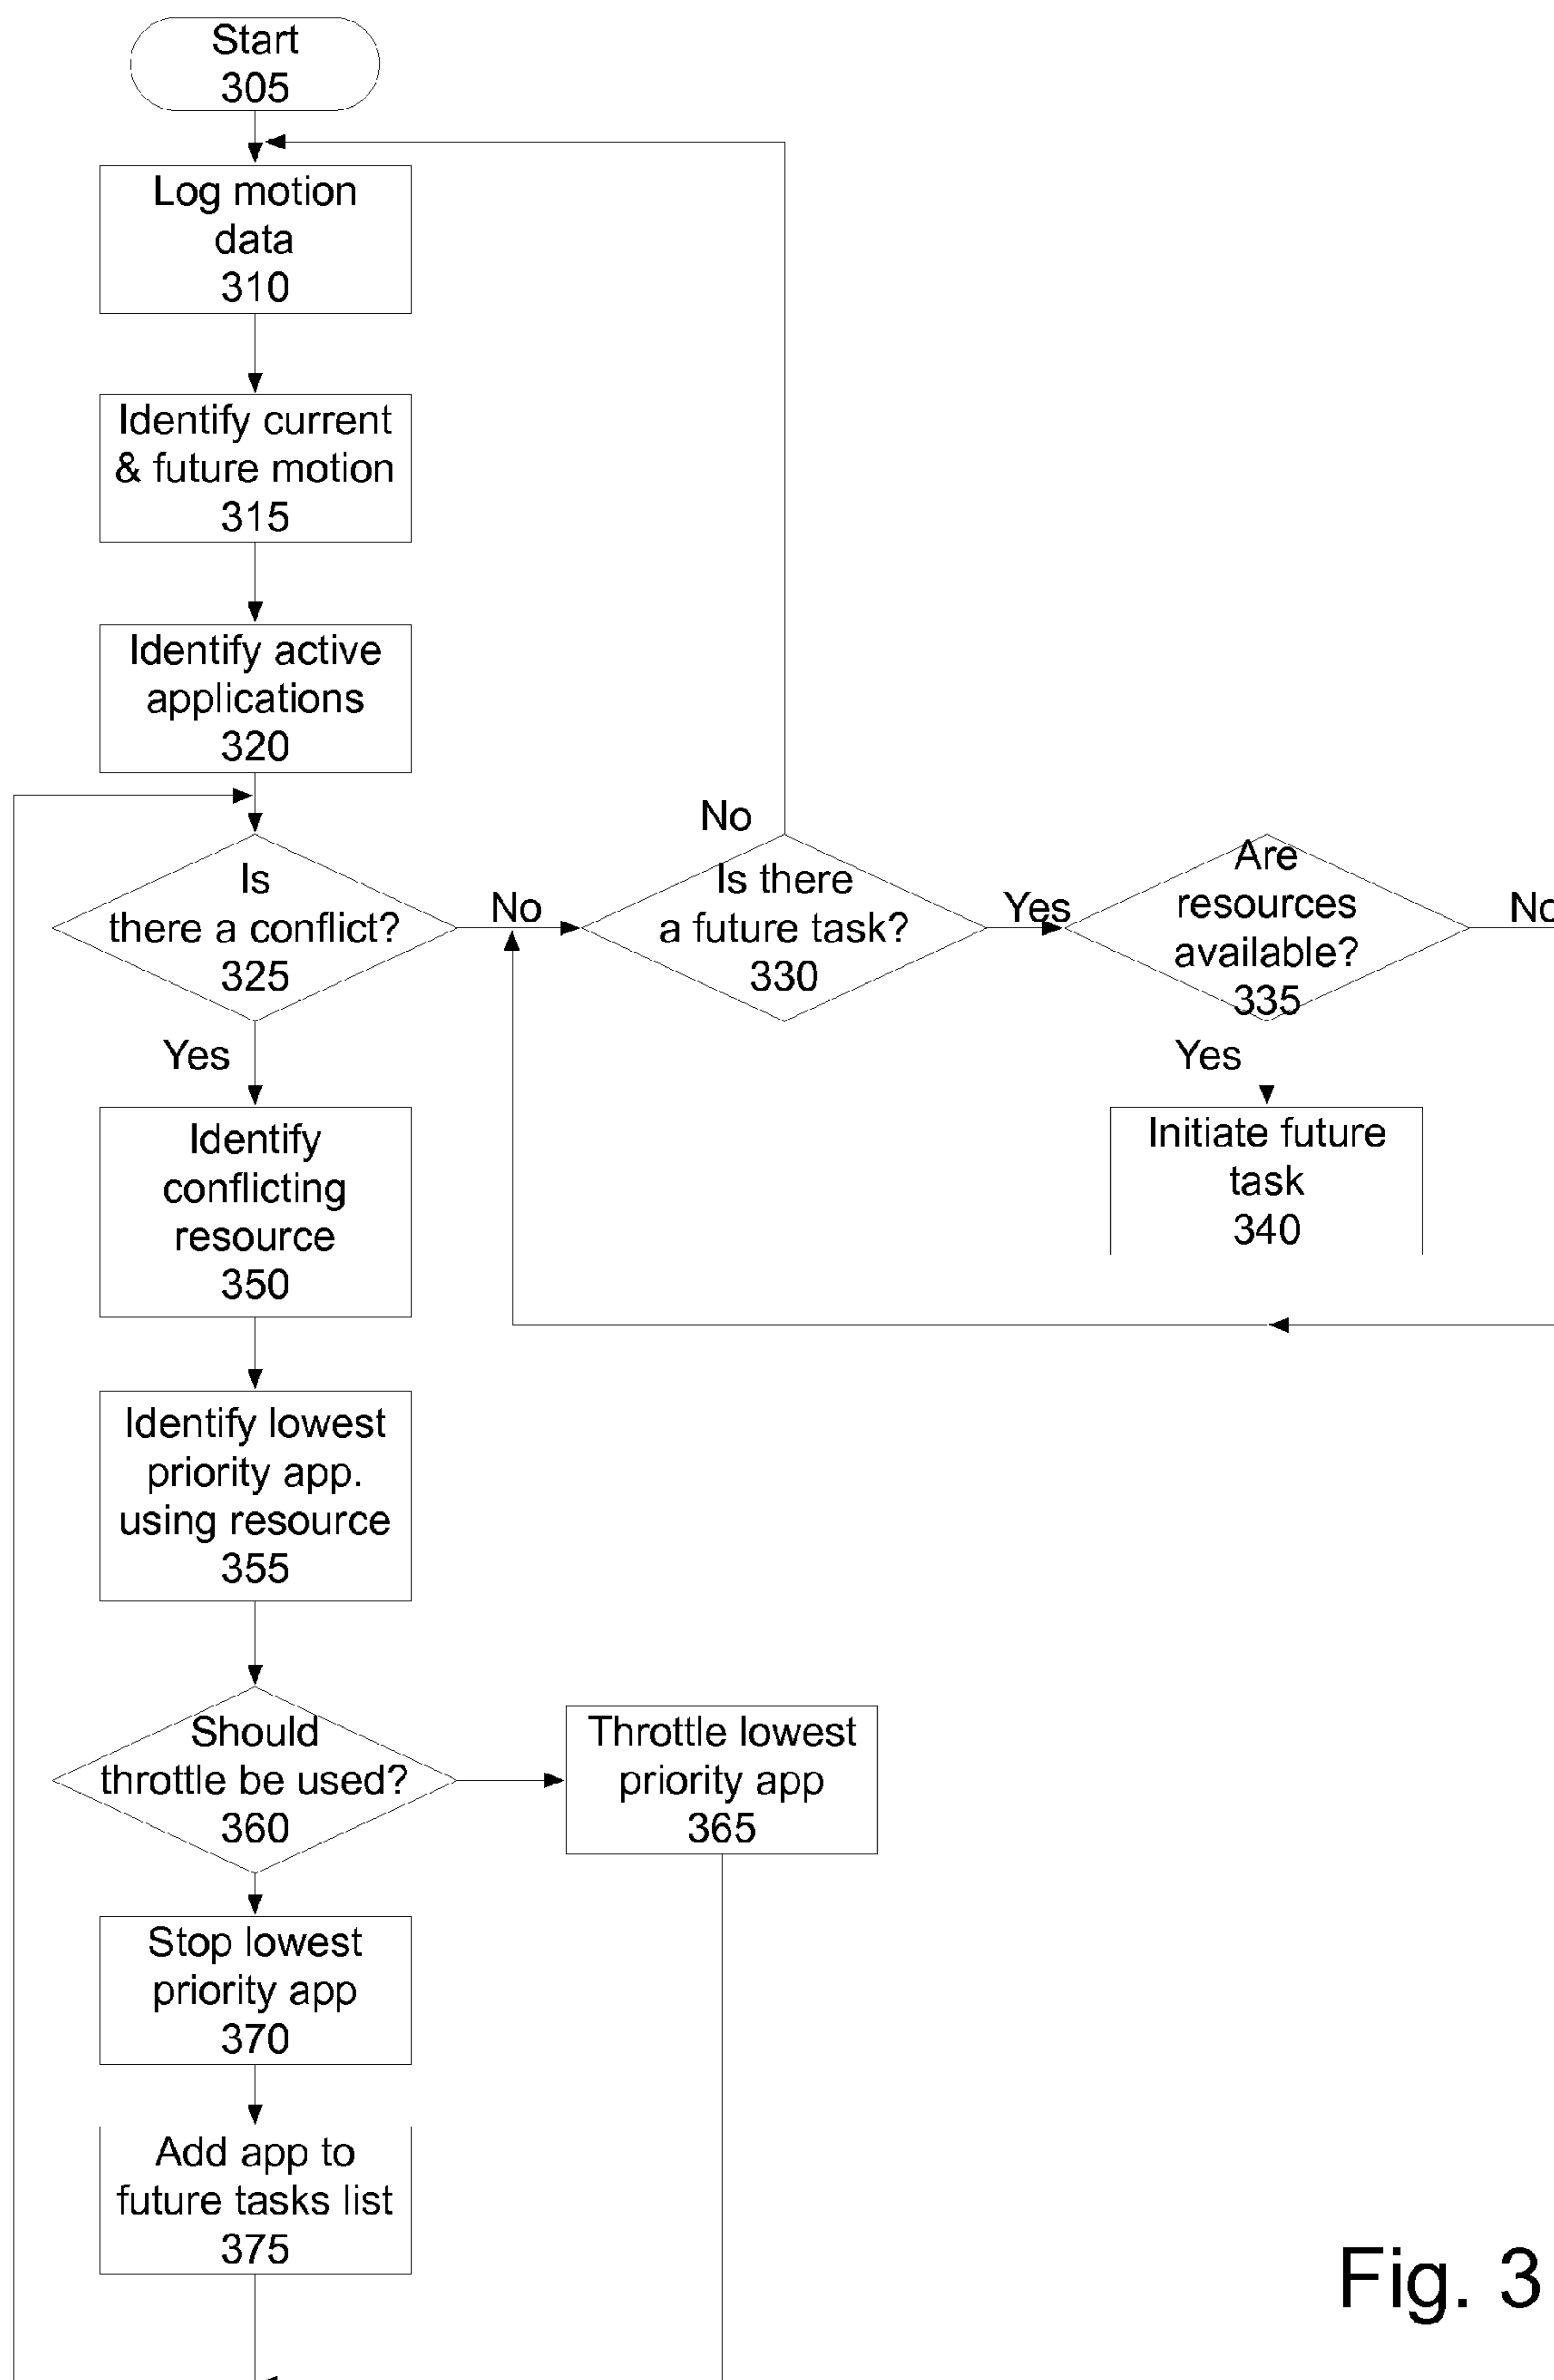 Start
305
Log motion
data
310
Identify current
& future motion
315
Identify active
applications
320
Is
there a conflict?
325
No
No
Is there
a future task?
330
Yes
Are
resources
available?
335
No
Yes
Initiate future
task
340
Yes
Identify
conflicting
resource
350
Identify lowest
priority app.
using resource
355
Should
throttle be used?
360
Throttle lowest
priority app
365
Stop lowest
priority app
370
Add app to
future tasks list
375
Fig. 3